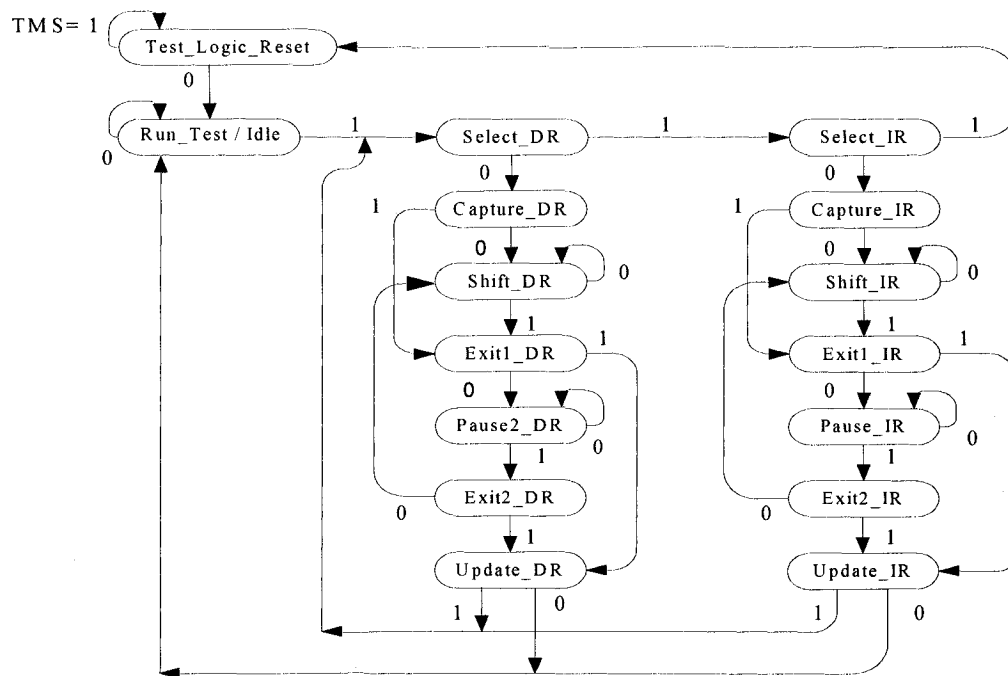 TMS= 1
Test_Logic_Reset
0
Run_Test / Idle
0
1
Select_DR
1
Select_IR
1
0
0
1
Capture_DR
1
Capture_IR
0
0
Shift_DR
0
Shift_IR
0
1
1
Exit1_DR
1
Exit1_IR
1
0
0
Pause2_DR
0
Pause_IR
0
1
1
Exit2_DR
0
Exit2_IR
0
1
1
Update_DR
Update_IR
1
0
1
0